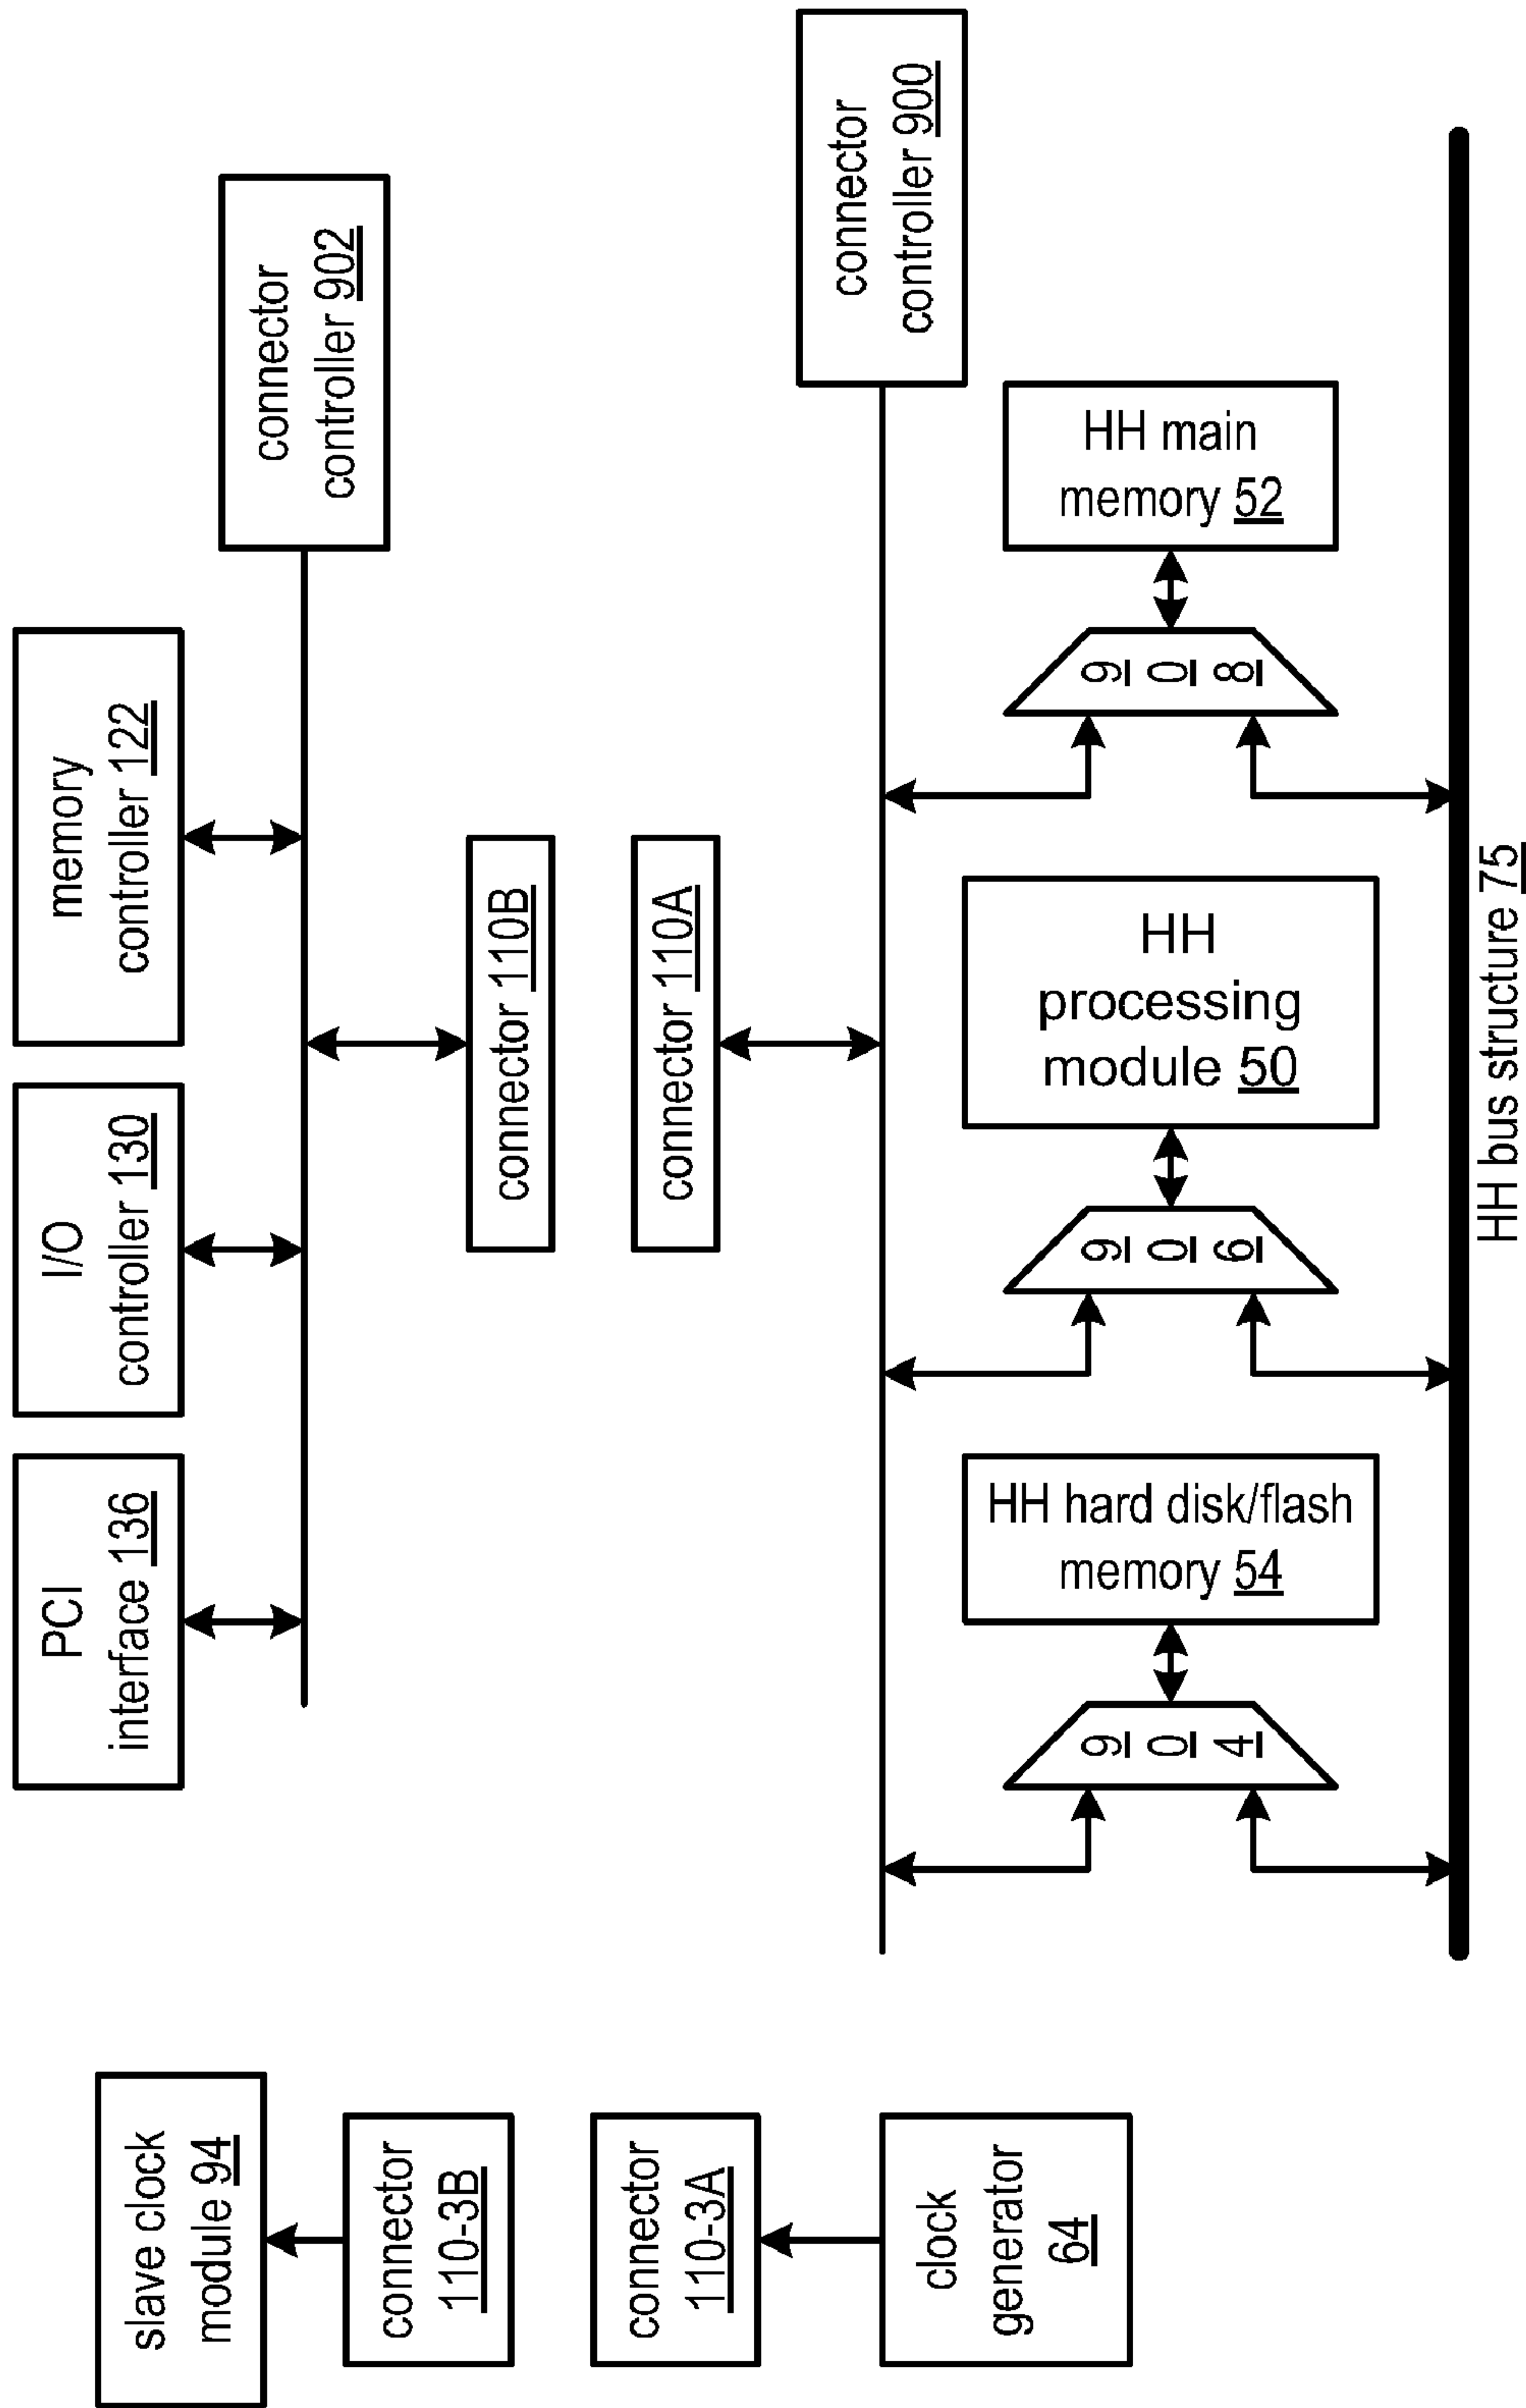 slave clock
module 94
connector
110-3B
connector
110-3A
clock
generator
64
PCI
interface 136
I/O
controller 130
memory
controller 122
connector
controller 902
connector 110B
connector 110A
connector
controller 900
904
HH hard disk/flash
memory 54
906
HH
processing
module 50
908
HH main
memory 52
HH bus structure 75